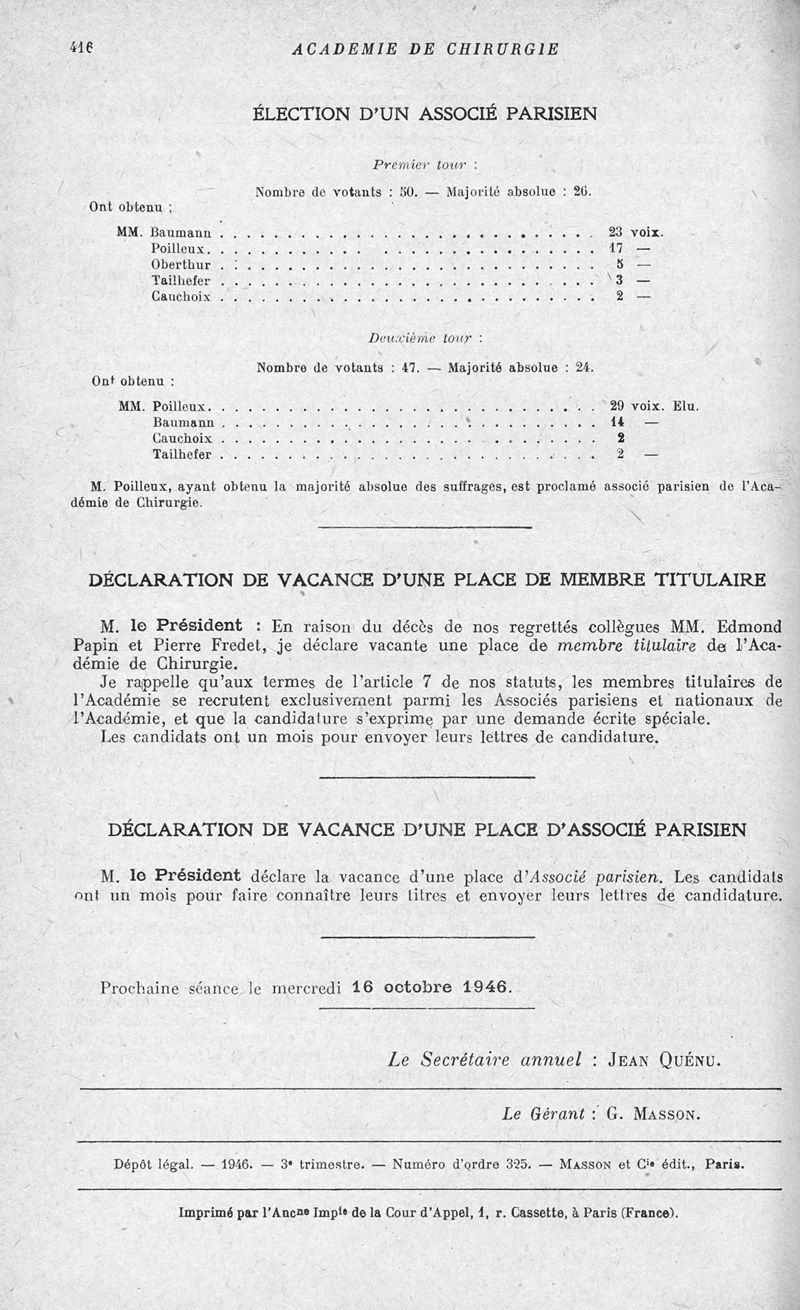 416
ACADEMIE DE CHIRURGIE
ÉLECTION D'UN ASSOCIÉ PARISIEN
Premier tour :
Nombre de votants : 50. — Majorité absolue : 26.
Ont obtenu :
MM. Baumann . . . . . . . . . . . . . . . . . . . . . . . . . . . . 23 voix.
Poilleux. . . . . . . . . . . . . . . . . . . . . . . . . . . . . 17 —
Oberthur . . . . . . . . . . . . . . . . . . . . . . . . . . . . 5 —
Tailhefer . . . . . . . . . . . . . . . . . . . . . . . . . . . . 3 —
Cauchoix . . . . . . . . . . . . . . . . . . . . . . . . . . . . 2 —
Deuxième tour :
Nombre de votants : 47. — Majorité absolue : 24.
Ont obtenu :
MM. Poilleux. . . . . . . . . . . . . . . . . . . . . . . . . . . . . 29 voix. Elu.
Baumann . . . . . . . . . . . . . . . . . . . . . . . . . . . . 14 —
Cauchoix . . . . . . . . . . . . . . . . . . . . . . . . . . . . 2
Tailhefer . . . . . . . . . . . . . . . . . . . . . . . . . . . . 2 —
M. Poilleux, ayant obtenu la majorité absolue des suffrages, est proclamé associé parisien de l'Aca-
démie de Chirurgie.
DÉCLARATION DE VACANCE D'UNE PLACE DE MEMBRE TITULAIRE
M. le Président : En raison du décès de nos regrettés collègues MM. Edmond
Papin et Pierre Fredet, je déclare vacante une place de membre titulaire de l'Aca-
démie de Chirurgie.
Je rappelle qu'aux termes de l'article 7 de nos statuts, les membres titulaires de
l'Académie se recrutent exclusivement parmi les Associés parisiens et nationaux de
l'Académie, et que la candidature s'exprime par une demande écrite spéciale.
Les candidats ont un mois pour envoyer leurs lettres de candidature.
DÉCLARATION DE VACANCE D'UNE PLACE D'ASSOCIÉ PARISIEN
M. le Président déclare la vacance d'une place d'Associé parisien. Les candidats
ont un mois pour faire connaître leurs titres et envoyer leurs lettres de candidature.
Prochaine séance le mercredi 16 octobre 1946.
Le Secrétaire annuel : JEAN QUÉNU.
Le Gérant : G. MASSON.
Dépôt légal. — 1946. — 3e trimestre. — Numéro d'ordre 325. — MASSON et Cie édit., Paris.
Imprimé par l'Ancne Imple de la Cour d'Appel, 1, r. Cassette, à Paris (France).